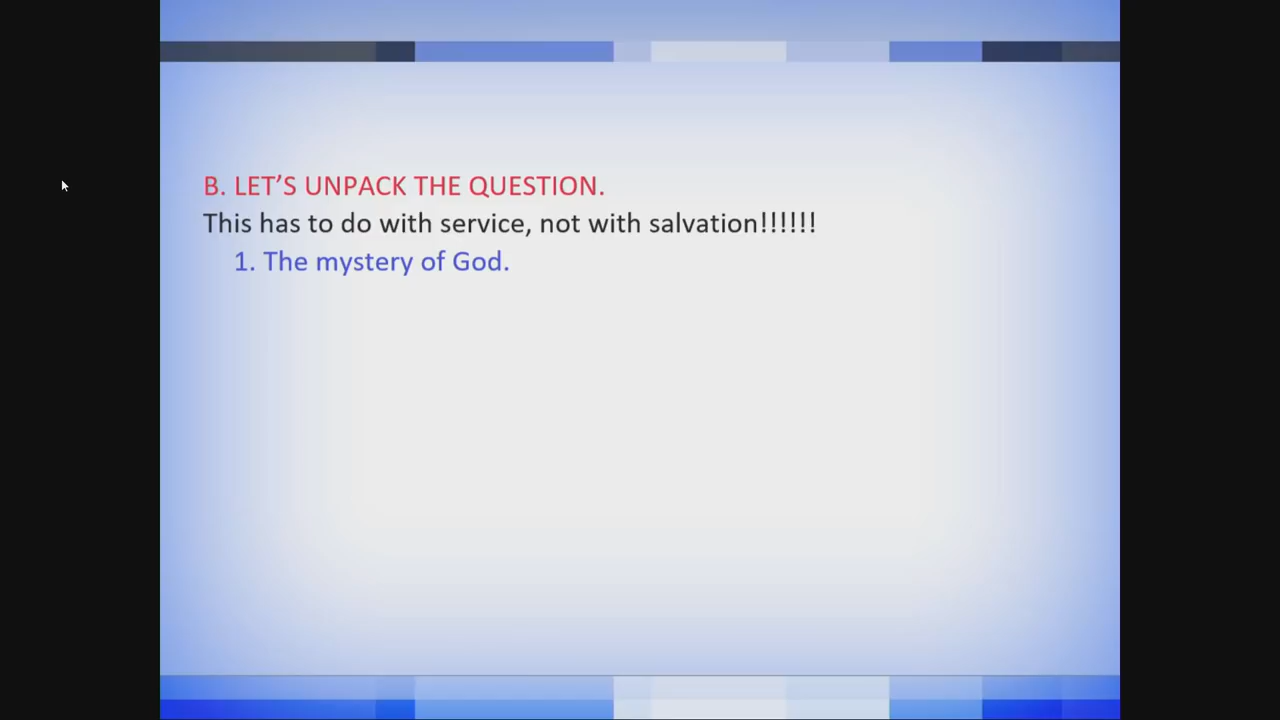 B. LET’S UNPACK THE QUESTION.
This has to do with service, not with salvation!!!!!!
1. The mystery of God.